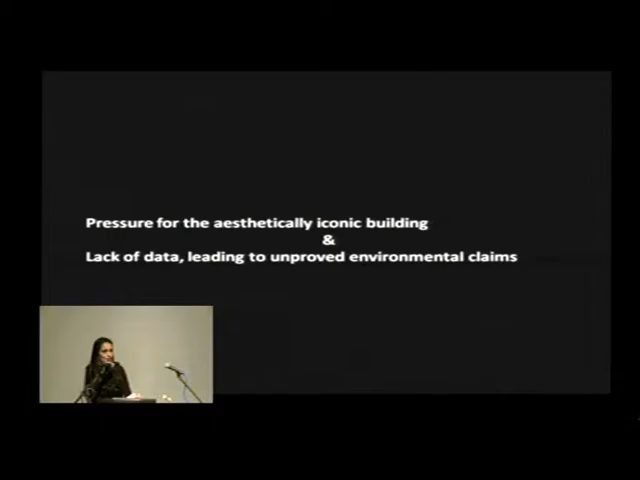 Pressure for the aesthetically iconic building
&
Lack of data, leading to unproved environmental claims